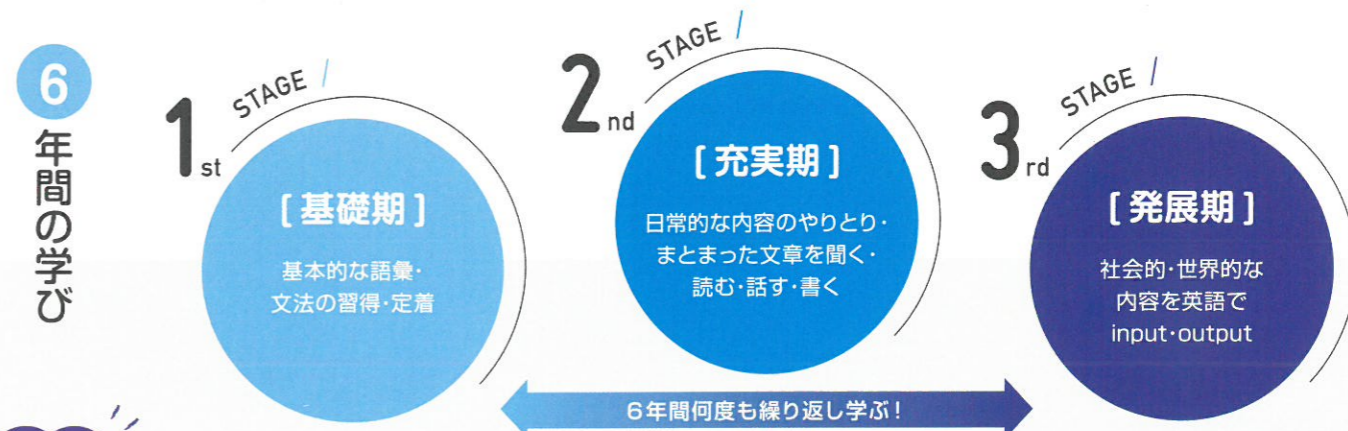 6年間の学び
1st STAGE
[基礎期]
基本的な語彙・
文法の習得・定着
2nd STAGE
[充実期]
日常的な内容のやりとり・
まとまった文章を聞く・
読む・話す・書く
3rd STAGE
[発展期]
社会的・世界的な
内容を英語で
input・output
6年間何度も繰り返し学ぶ!